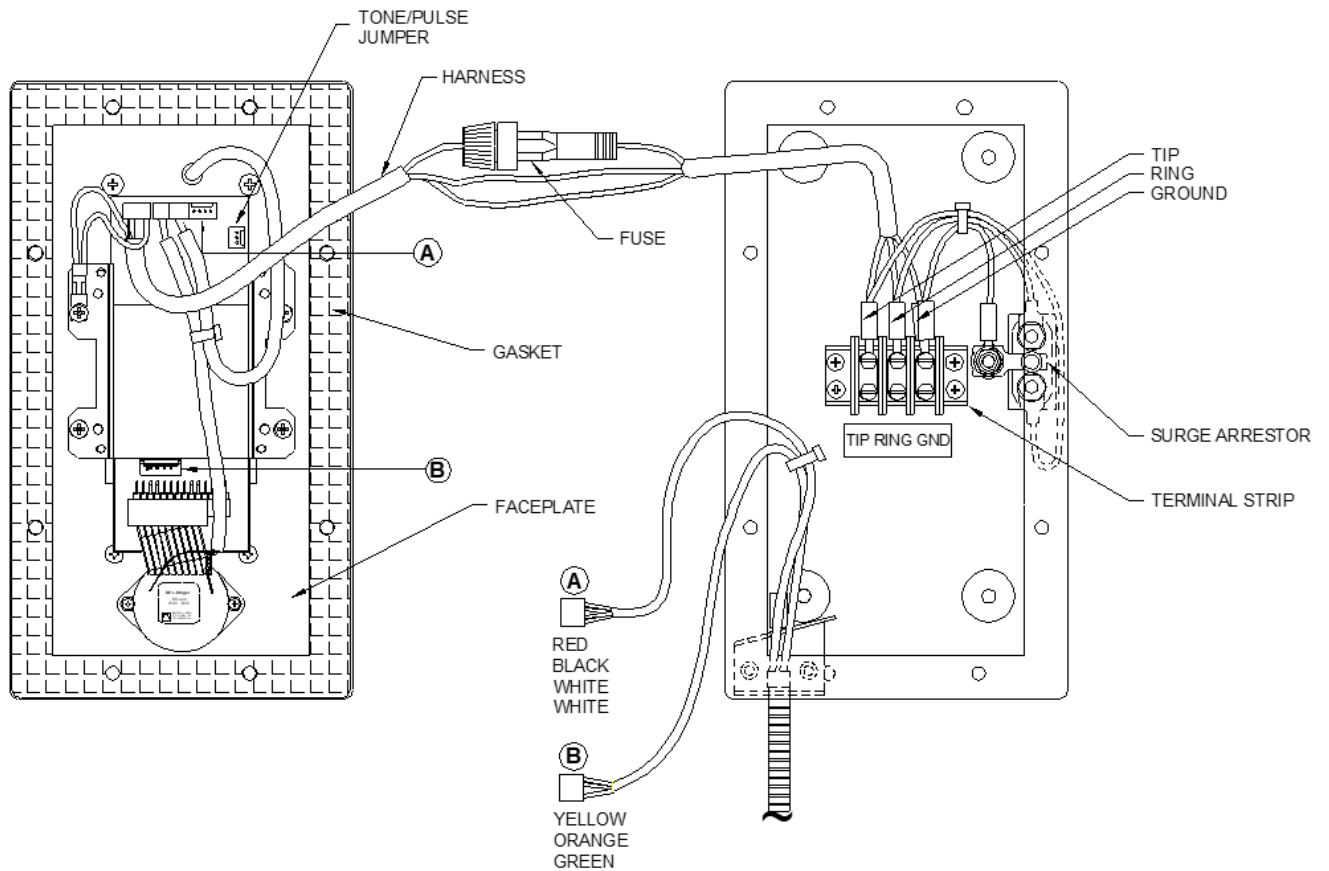 TONE/PULSE
JUMPER
HARNESS
TIP
RING
GROUND
FUSE
A
GASKET
SURGE ARRESTOR
TIP RING GND
B
TERMINAL STRIP
FACEPLATE
A
RED
BLACK
WHITE
WHITE
B
YELLOW
ORANGE
GREEN